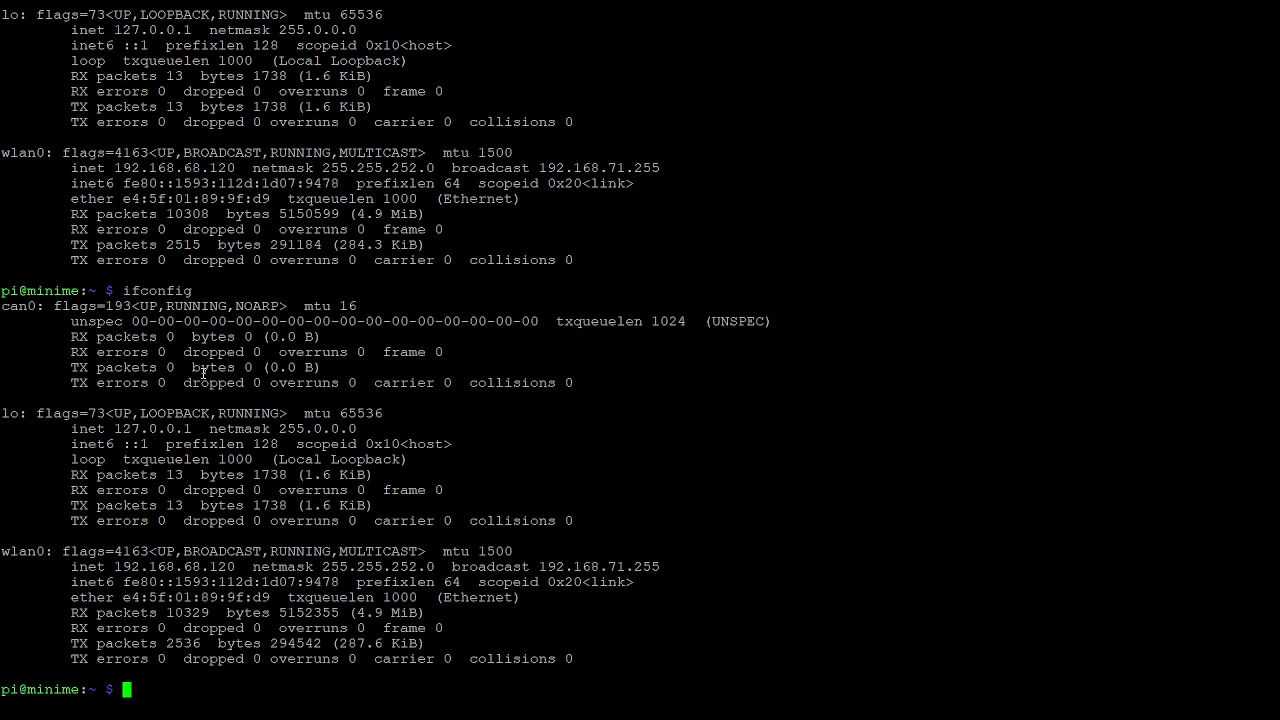 lo: flags=73<UP,LOOPBACK,RUNNING>  mtu 65536
        inet 127.0.0.1  netmask 255.0.0.0
        inet6 ::1  prefixlen 128  scopeid 0x10<host>
        loop  txqueuelen 1000  (Local Loopback)
        RX packets 13  bytes 1738 (1.6 KiB)
        RX errors 0  dropped 0  overruns 0  frame 0
        TX packets 13  bytes 1738 (1.6 KiB)
        TX errors 0  dropped 0 overruns 0  carrier 0  collisions 0

wlan0: flags=4163<UP,BROADCAST,RUNNING,MULTICAST>  mtu 1500
        inet 192.168.68.120  netmask 255.255.252.0  broadcast 192.168.71.255
        inet6 fe80::1593:112d:1d07:9478  prefixlen 64  scopeid 0x20<link>
        ether e4:5f:01:89:9f:d9  txqueuelen 1000  (Ethernet)
        RX packets 10308  bytes 5150599 (4.9 MiB)
        RX errors 0  dropped 0  overruns 0  frame 0
        TX packets 2515  bytes 291184 (284.3 KiB)
        TX errors 0  dropped 0 overruns 0  carrier 0  collisions 0

pi@minime:~ $ ifconfig
can0: flags=193<UP,RUNNING,NOARP>  mtu 16
        unspec 00-00-00-00-00-00-00-00-00-00-00-00-00-00-00-00  txqueuelen 1024  (UNSPEC)
        RX packets 0  bytes 0 (0.0 B)
        RX errors 0  dropped 0  overruns 0  frame 0
        TX packets 0  bytes 0 (0.0 B)
        TX errors 0  dropped 0 overruns 0  carrier 0  collisions 0

lo: flags=73<UP,LOOPBACK,RUNNING>  mtu 65536
        inet 127.0.0.1  netmask 255.0.0.0
        inet6 ::1  prefixlen 128  scopeid 0x10<host>
        loop  txqueuelen 1000  (Local Loopback)
        RX packets 13  bytes 1738 (1.6 KiB)
        RX errors 0  dropped 0  overruns 0  frame 0
        TX packets 13  bytes 1738 (1.6 KiB)
        TX errors 0  dropped 0 overruns 0  carrier 0  collisions 0

wlan0: flags=4163<UP,BROADCAST,RUNNING,MULTICAST>  mtu 1500
        inet 192.168.68.120  netmask 255.255.252.0  broadcast 192.168.71.255
        inet6 fe80::1593:112d:1d07:9478  prefixlen 64  scopeid 0x20<link>
        ether e4:5f:01:89:9f:d9  txqueuelen 1000  (Ethernet)
        RX packets 10329  bytes 5152355 (4.9 MiB)
        RX errors 0  dropped 0  overruns 0  frame 0
        TX packets 2536  bytes 294542 (287.6 KiB)
        TX errors 0  dropped 0 overruns 0  carrier 0  collisions 0

pi@minime:~ $